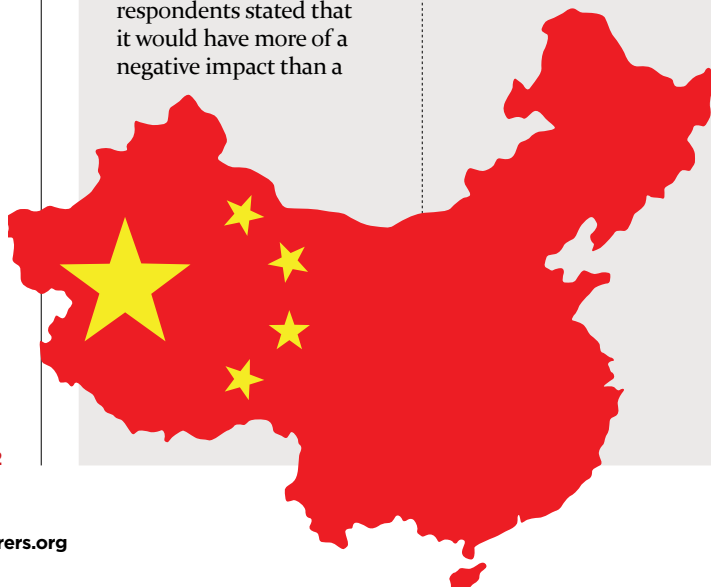 respondents stated that
it would have more of a
negative impact than a
rers.org